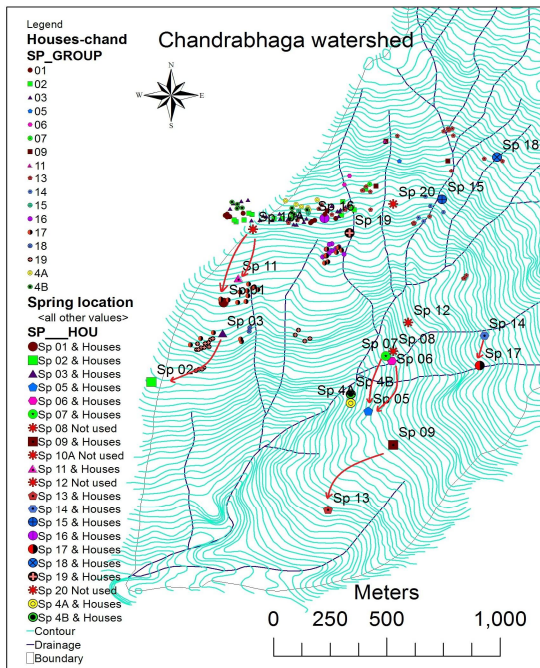 Legend
Houses-chand
SP_GROUP
01
02
03
05
06
07
09
11
13
14
15
16
17
18
19
4A
4B
Spring location
<all other values>
SP___HOU
Sp 01 & Houses
Sp 02 & Houses
Sp 03 & Houses
Sp 05 & Houses
Sp 06 & Houses
Sp 07 & Houses
Sp 08 Not used
Sp 09 & Houses
Sp 10A Not used
Sp 11 & Houses
Sp 12 Not used
Sp 13 & Houses
Sp 14 & Houses
Sp 15 & Houses
Sp 16 & Houses
Sp 17 & Houses
Sp 18 & Houses
Sp 19 & Houses
Sp 20 Not used
Sp 4A & Houses
Sp 4B & Houses
Contour
Drainage
Boundary
Chandrabhaga watershed
N
W E
S
Sp 18
Sp 15
Sp 20
Sp 16
Sp 10A
Sp 19
Sp 11
Sp 01
Sp 03
Sp 12
Sp 14
Sp 08
Sp 07
Sp 06
Sp 17
Sp 02
Sp 4B
Sp 4A
Sp 05
Sp 09
Sp 13
Meters
0 250 500 1,000